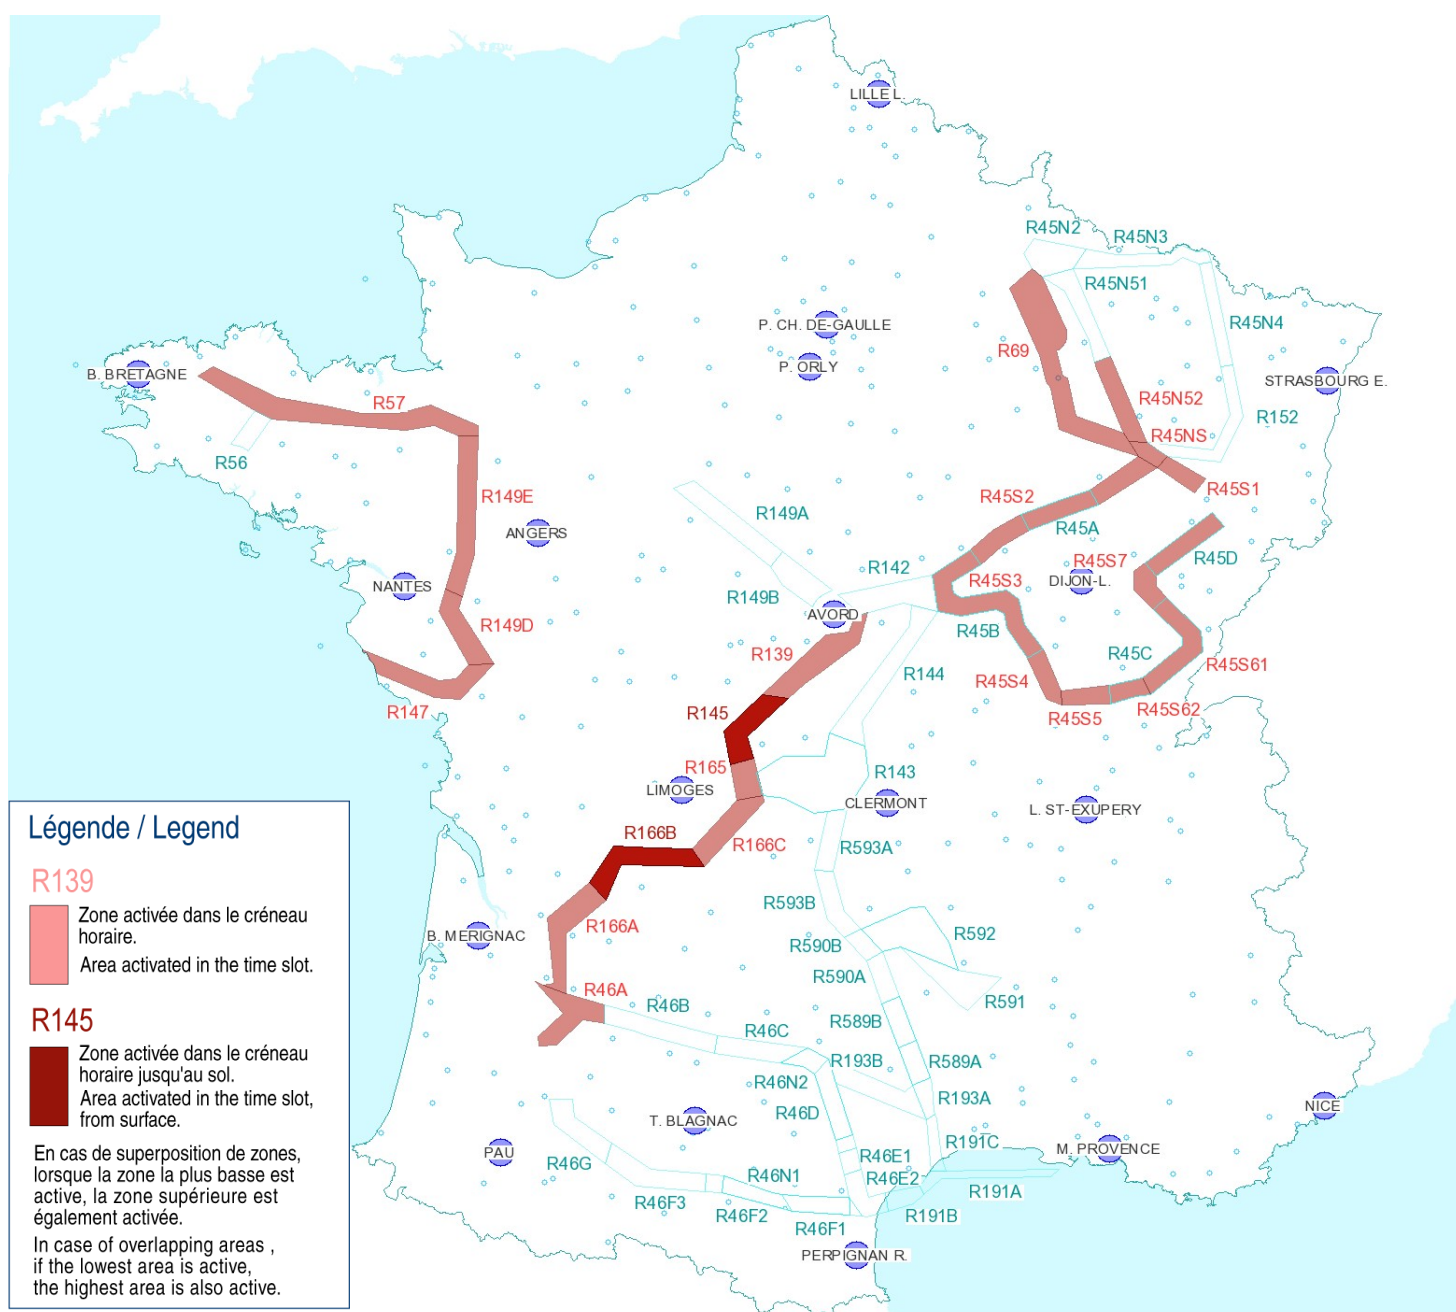 LILLE L.
R45N2
R45N3
R45N51
P. CH. DE-GAULLE
R45N4
R69
P. ORLY
B. BRETAGNE
STRASBOURG E.
R57
R45N52
R152
R45NS
R56
R149E
R45S2
R45S1
R149A
R45A
ANGERS
R142
R45S7
R45D
NANTES
R45S3
DIJON-L.
R149B
AVORD
R149D
R45B
R139
R45C
R45S61
R144
R45S4
R147
R145
R45S5
R45S62
R165
R143
LIMOGES
CLERMONT
L. ST-EXUPERY
R166B
R166C
R593A
R593B
R166A
B. MERIGNAC
R590B
R592
R590A
R46A
R591
R46B
R46C
R589B
R193B
R589A
R46N2
R193A
R46D
NICE
T. BLAGNAC
R191C
PAU
M. PROVENCE
R46G
R46E1
R46N1
R46E2
R191A
R46F3
R46F2
R46F1
R191B
PERPIGNAN R.
Légende / Legend
R139
Zone activée dans le créneau
horaire.
Area activated in the time slot.
R145
Zone activée dans le créneau
horaire jusqu'au sol.
Area activated in the time slot,
from surface.
En cas de superposition de zones,
lorsque la zone la plus basse est
active, la zone supérieure est
également activée.
In case of overlapping areas ,
if the lowest area is active,
the highest area is also active.